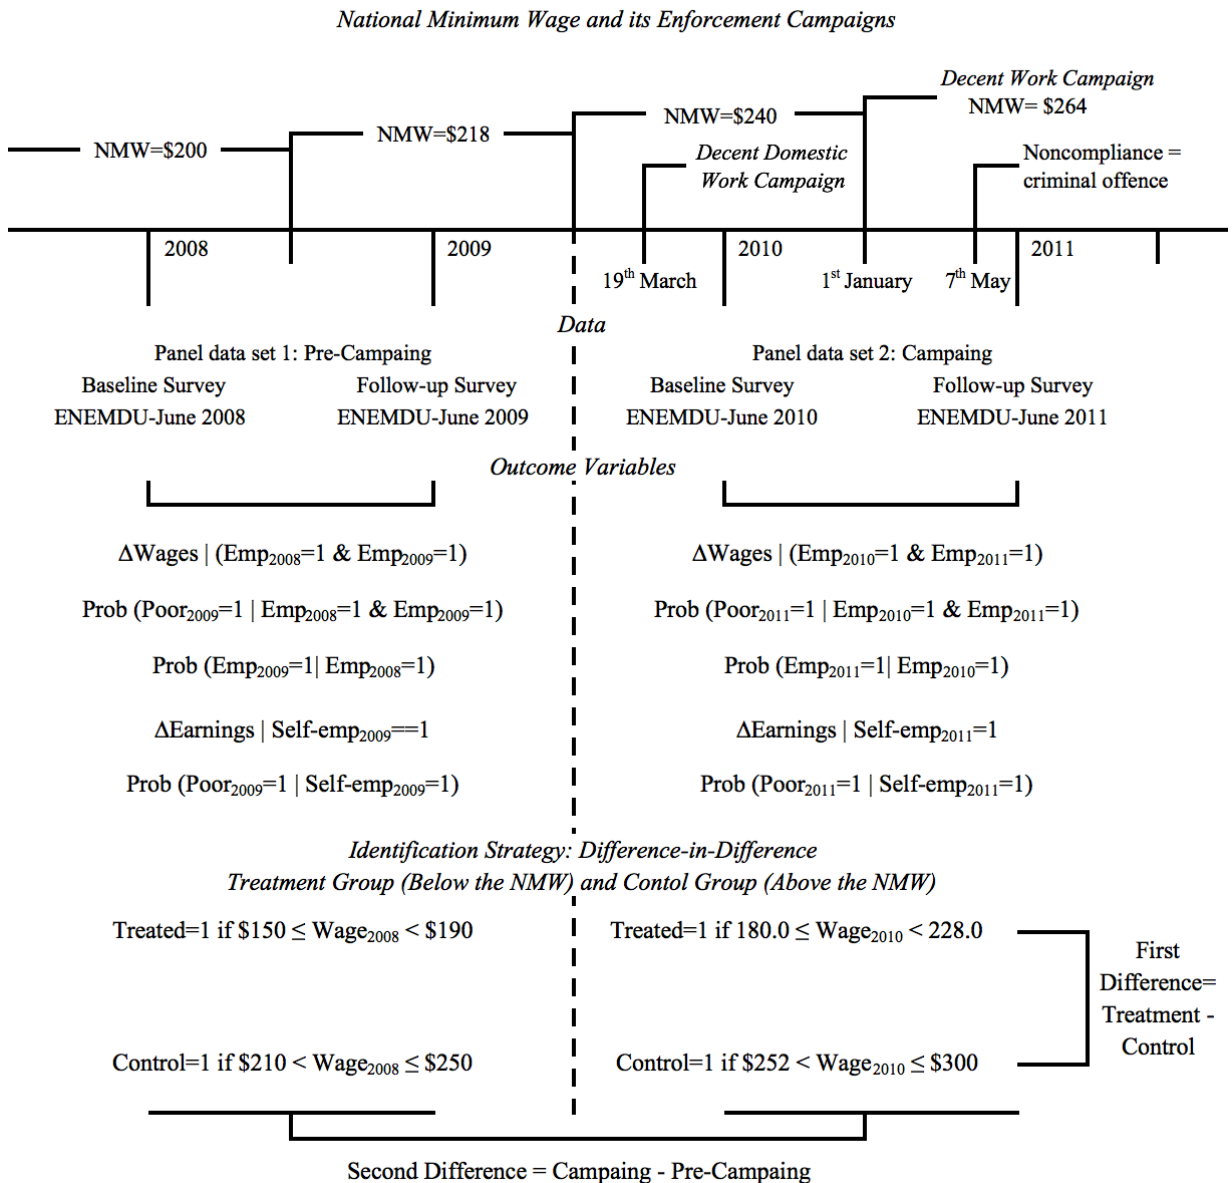 National Minimum Wage and its Enforcement Campaigns
Decent Work Campaign
NMW= $264
NMW=$240
NMW=$218
NMW=$200
Decent Domestic
Work Campaign
Noncompliance =
criminal offence
2008
2009
2010
2011
19th March
1st January
7th May
Data
Panel data set 1: Pre-Campaing
Baseline Survey
ENEMDU-June 2008
Follow-up Survey
ENEMDU-June 2009
Panel data set 2: Campaing
Baseline Survey
ENEMDU-June 2010
Follow-up Survey
ENEMDU-June 2011
Outcome Variables
ΔWages | (Emp2008=1 & Emp2009=1)
Prob (Poor2009=1 | Emp2008=1 & Emp2009=1)
Prob (Emp2009=1| Emp2008=1)
ΔEarnings | Self-emp2009==1
Prob (Poor2009=1 | Self-emp2009=1)
ΔWages | (Emp2010=1 & Emp2011=1)
Prob (Poor2011=1 | Emp2010=1 & Emp2011=1)
Prob (Emp2011=1| Emp2010=1)
ΔEarnings | Self-emp2011=1
Prob (Poor2011=1 | Self-emp2011=1)
Identification Strategy: Difference-in-Difference
Treatment Group (Below the NMW) and Contol Group (Above the NMW)
Treated=1 if $150 ≤ Wage2008 < $190
Treated=1 if 180.0 ≤ Wage2010 < 228.0
Control=1 if $210 < Wage2008 ≤ $250
Control=1 if $252 < Wage2010 ≤ $300
First
Difference=
Treatment -
Control
Second Difference = Campaing - Pre-Campaing